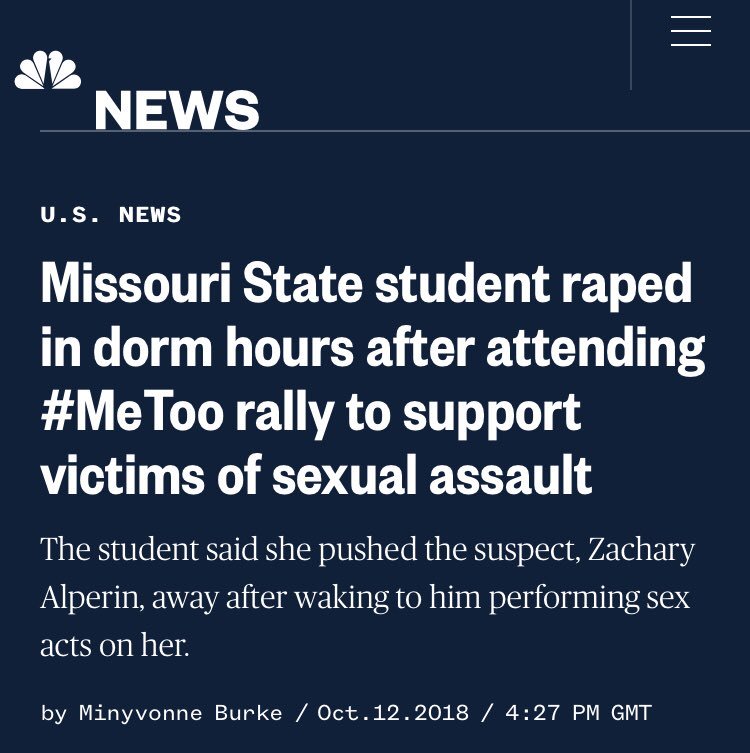 NEWS
U.S. NEWS
Missouri State student raped
in dorm hours after attending
#MeToo rally to support
victims of sexual assault
The student said she pushed the suspect, Zachary
Alperin, away after waking to him performing sex
acts on her.
by Minyvonne Burke / Oct.12.2018 / 4:27 PM GMT